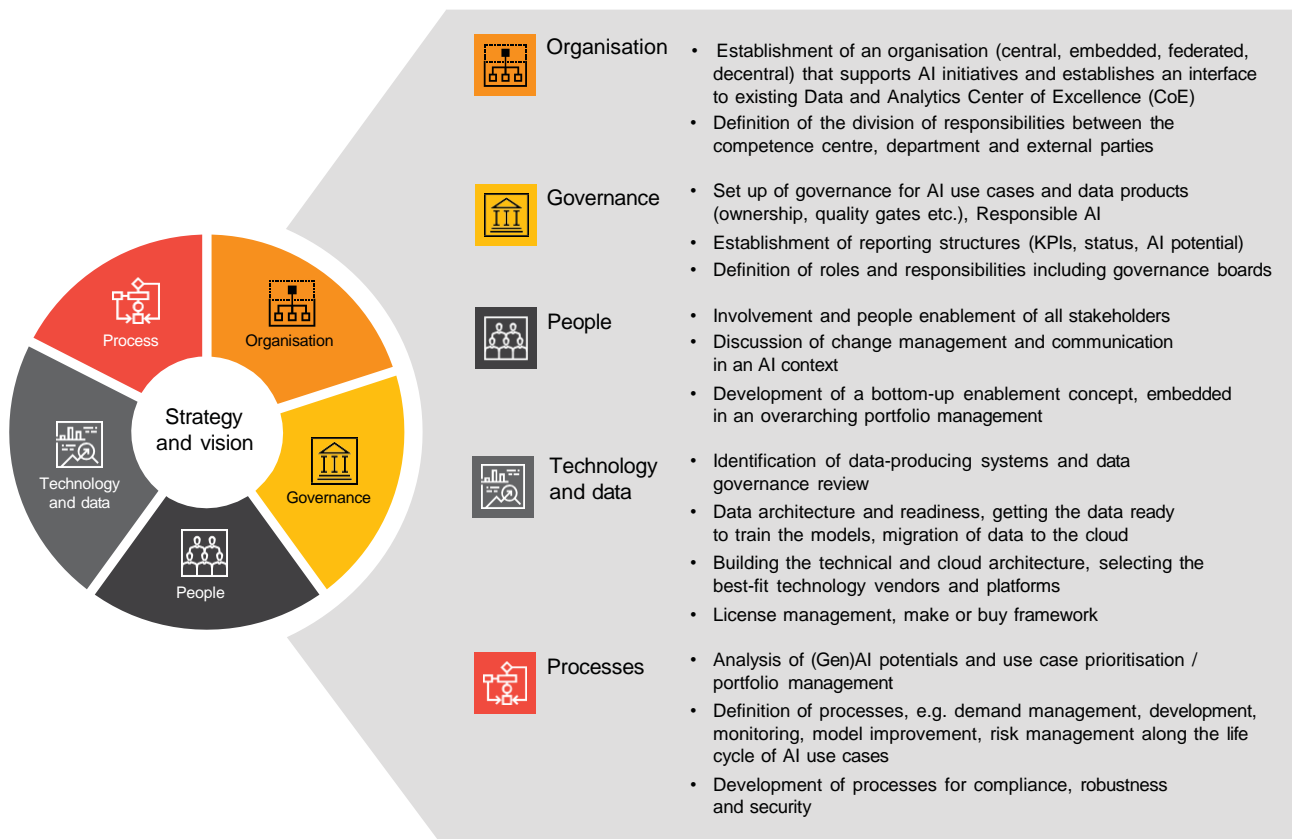 Process
Organisation
Strategy
and vision
Technology
and data
Governance
People
Organisation
• Establishment of an organisation (central, embedded, federated,
decentral) that supports AI initiatives and establishes an interface
to existing Data and Analytics Center of Excellence (CoE)
• Definition of the division of responsibilities between the
competence centre, department and external parties
Governance
• Set up of governance for AI use cases and data products
(ownership, quality gates etc.), Responsible AI
• Establishment of reporting structures (KPIs, status, AI potential)
• Definition of roles and responsibilities including governance boards
People
• Involvement and people enablement of all stakeholders
• Discussion of change management and communication
in an AI context
• Development of a bottom-up enablement concept, embedded
in an overarching portfolio management
Technology
and data
• Identification of data-producing systems and data
governance review
• Data architecture and readiness, getting the data ready
to train the models, migration of data to the cloud
• Building the technical and cloud architecture, selecting the
best-fit technology vendors and platforms
• License management, make or buy framework
Processes
• Analysis of (Gen)AI potentials and use case prioritisation /
portfolio management
• Definition of processes, e.g. demand management, development,
monitoring, model improvement, risk management along the life
cycle of AI use cases
• Development of processes for compliance, robustness
and security